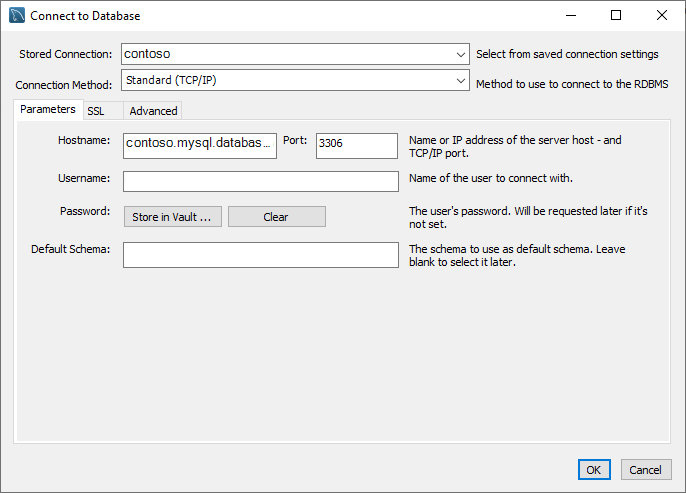 Connect to Database
Stored Connection: contoso Select from saved connection settings
Connection Method: Standard (TCP/IP) Method to use to connect to the RDBMS
Parameters SSL Advanced
Hostname: contoso.mysql.databas... Port: 3306 Name or IP address of the server host - and
TCP/IP port.
Username: Name of the user to connect with.
Password: Store in Vault ... Clear The user's password. Will be requested later if it's
not set.
Default Schema: The schema to use as default schema. Leave
blank to select it later.
OK Cancel